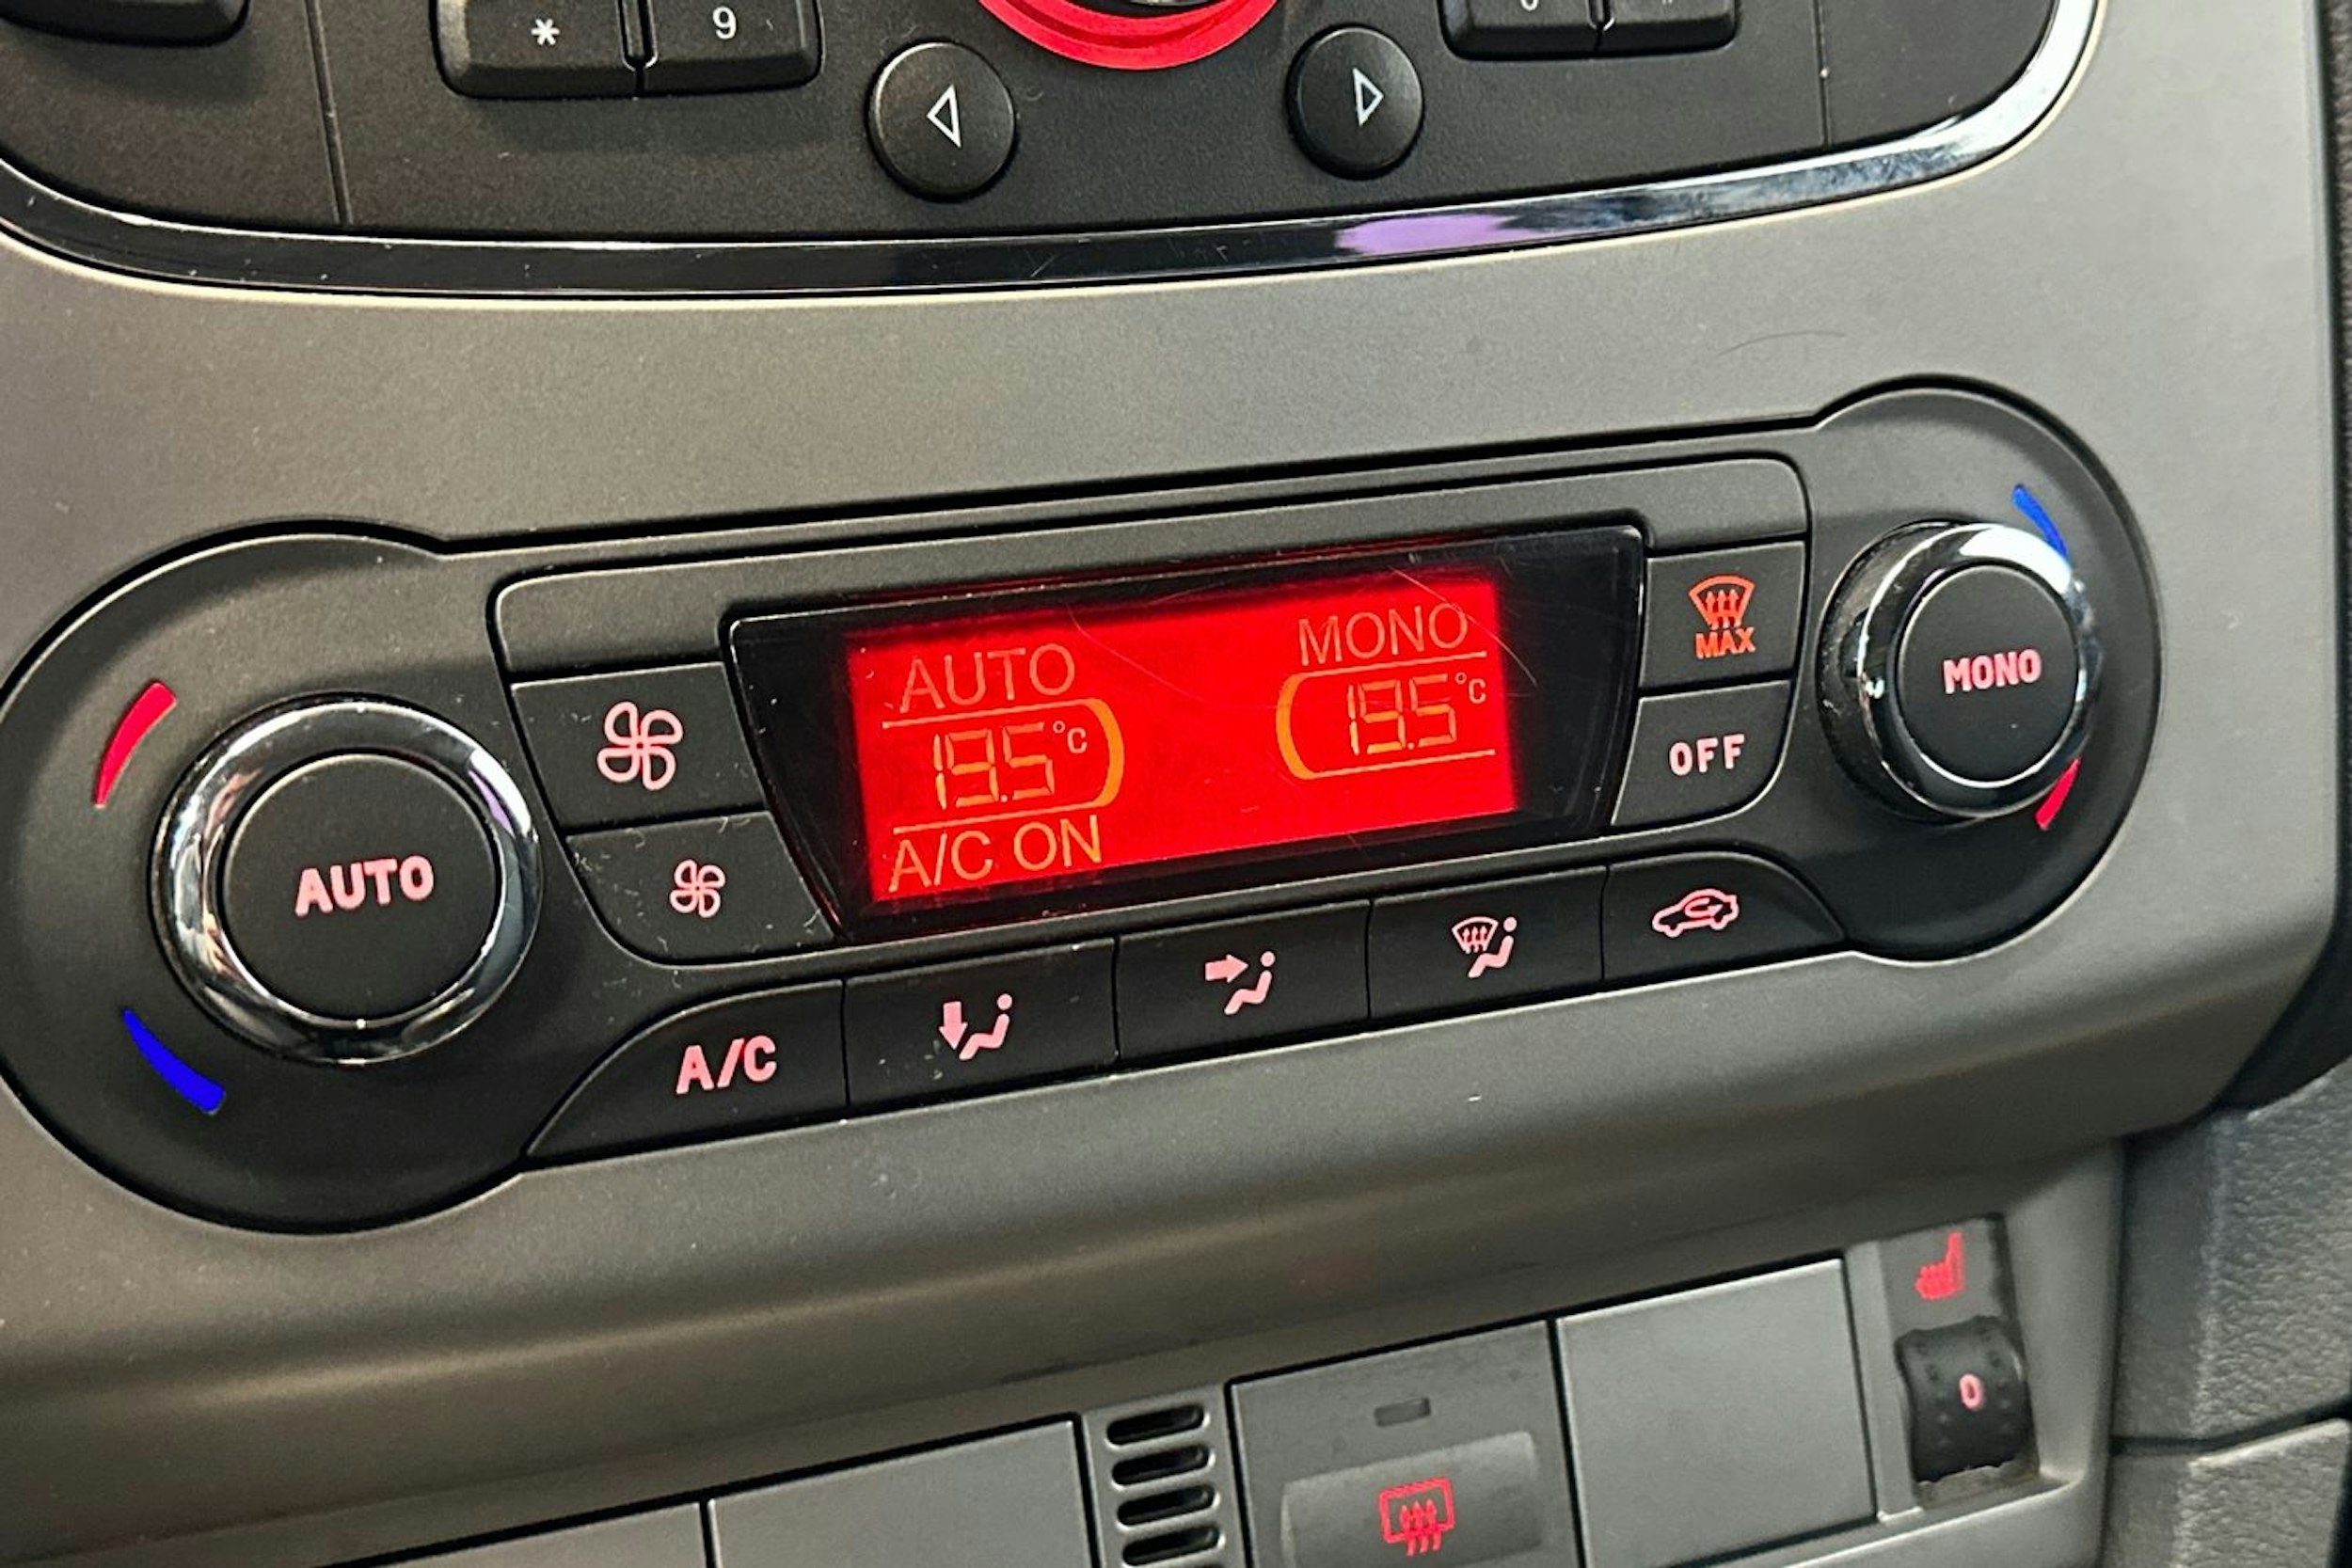 * 9
AUTO MONO
19.5°C 19.5°C
A/C ON
MAX
OFF
MONO
AUTO
A/C
0